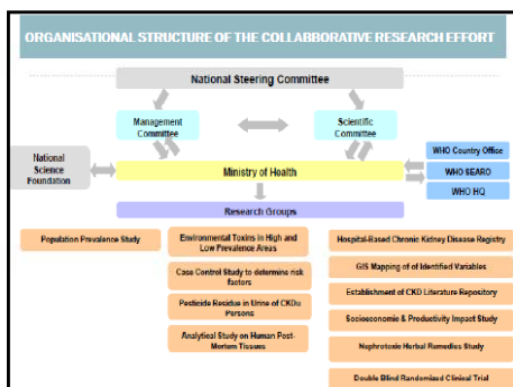 ORGANISATIONAL STRUCTURE OF THE COLLABORATIVE RESEARCH EFFORT
National Steering Committee
Management
Committee
Scientific
Committee
National
Science
Foundation
Ministry of Health
WHO Country Office
WHO SEARO
WHO HQ
Research Groups
Population Prevalence Study
Environmental Toxins in High and
Low Prevalence Areas
Case Control Study to determine risk
factors
Pesticide Residue in Urine of CKDu
Persons
Analytical Study on Human Post-
Mortem Tissues
Hospital-Based Chronic Kidney Disease Registry
GIS Mapping of of Identified Variables
Establishment of CKD Literature Repository
Socioeconomic & Productivity Impact Study
Nephrotoxic Herbal Remedies Study
Double Blind Randomized Clinical Trial